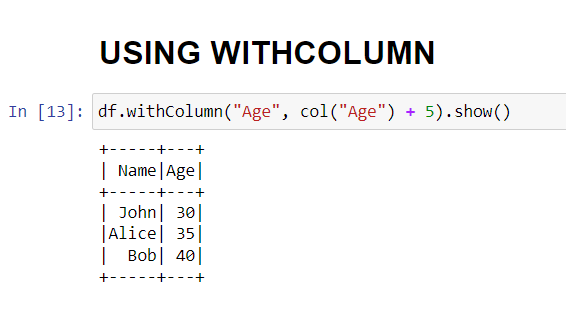 USING WITHCOLUMN
In [13]: df.withColumn("Age", col("Age") + 5).show()
+-----+---+
| Name|Age|
+-----+---+
| John| 30|
|Alice| 35|
|  Bob| 40|
+-----+---+